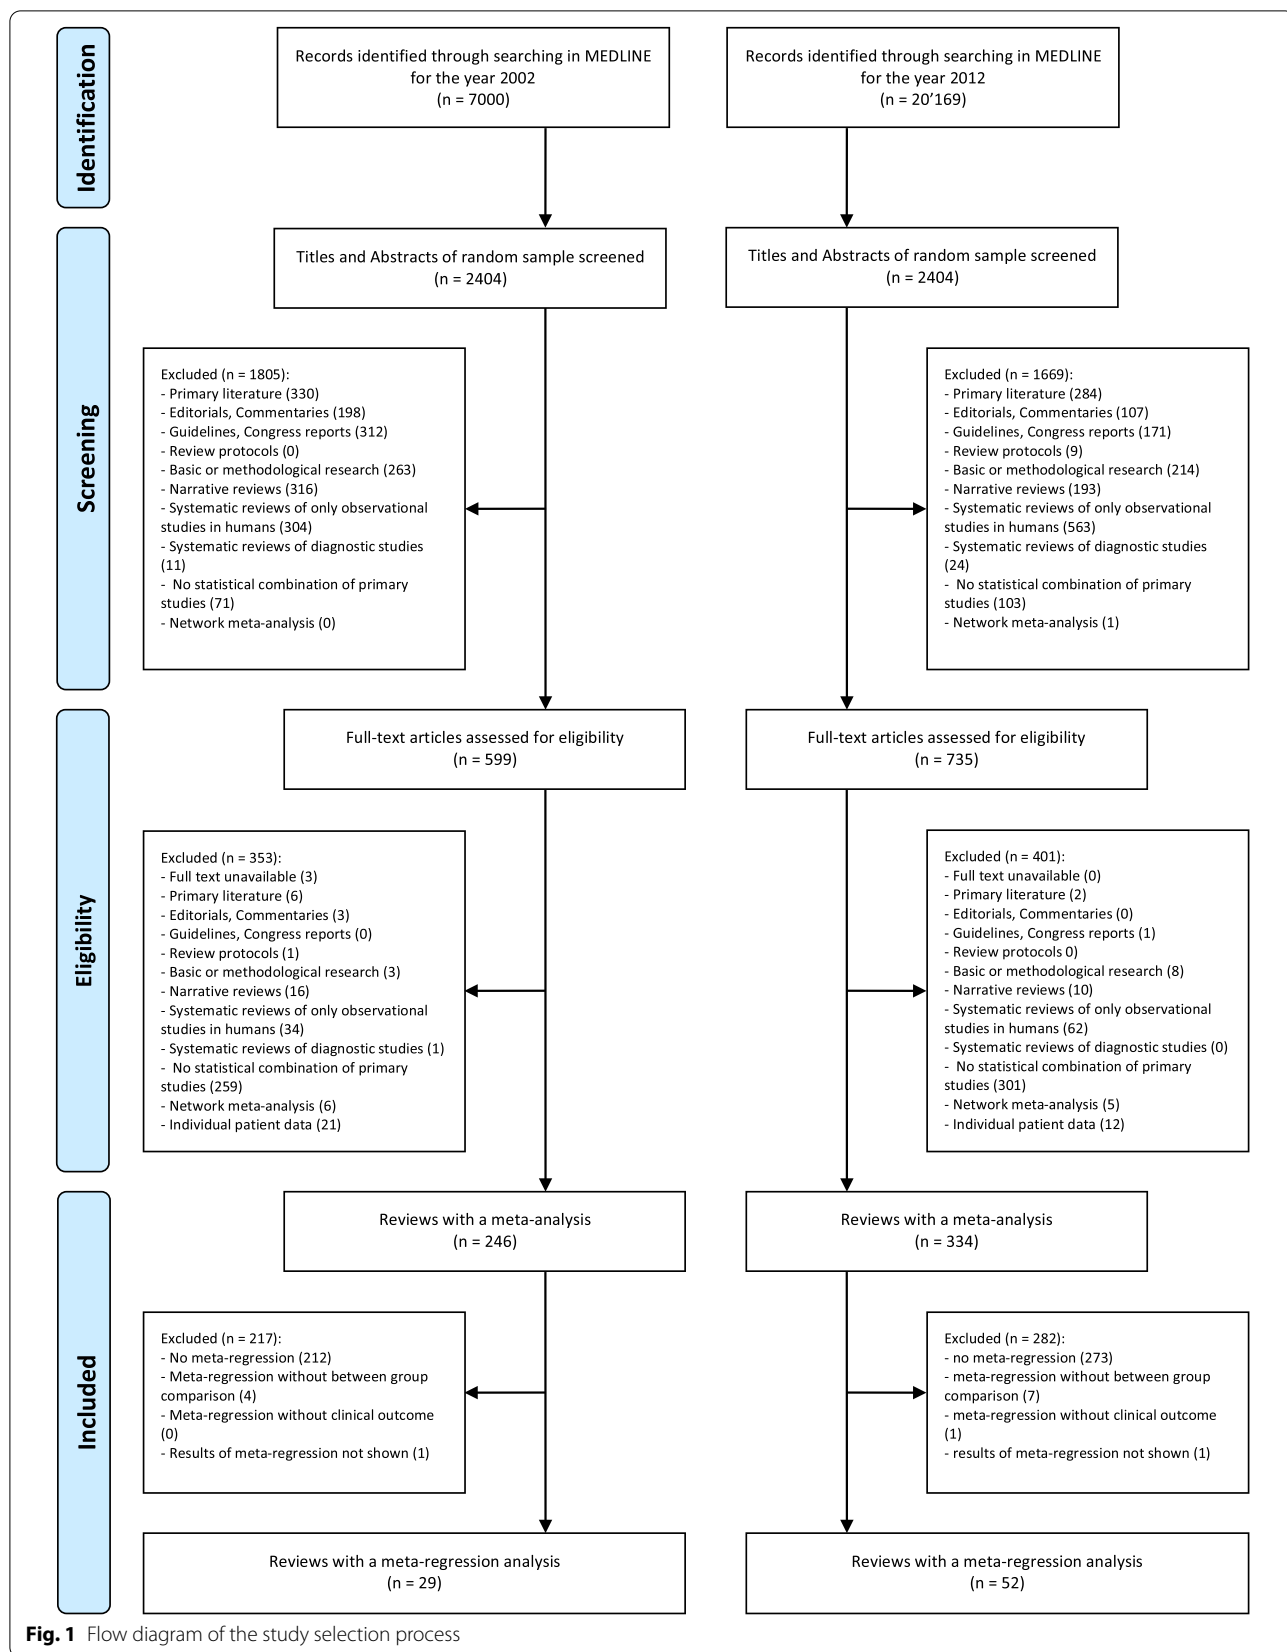 Identification
Records identified through searching in MEDLINE
for the year 2002
(n = 7000)
Records identified through searching in MEDLINE
for the year 2012
(n = 20’169)
Screening
Titles and Abstracts of random sample screened
(n = 2404)
Titles and Abstracts of random sample screened
(n = 2404)
Excluded (n = 1805):
- Primary literature (330)
- Editorials, Commentaries (198)
- Guidelines, Congress reports (312)
- Review protocols (0)
- Basic or methodological research (263)
- Narrative reviews (316)
- Systematic reviews of only observational
studies in humans (304)
- Systematic reviews of diagnostic studies
(11)
- No statistical combination of primary
studies (71)
- Network meta-analysis (0)
Excluded (n = 1669):
- Primary literature (284)
- Editorials, Commentaries (107)
- Guidelines, Congress reports (171)
- Review protocols (9)
- Basic or methodological research (214)
- Narrative reviews (193)
- Systematic reviews of only observational
studies in humans (563)
- Systematic reviews of diagnostic studies
(24)
- No statistical combination of primary
studies (103)
- Network meta-analysis (1)
Eligibility
Full-text articles assessed for eligibility
(n = 599)
Full-text articles assessed for eligibility
(n = 735)
Excluded (n = 353):
- Full text unavailable (3)
- Primary literature (6)
- Editorials, Commentaries (3)
- Guidelines, Congress reports (0)
- Review protocols (1)
- Basic or methodological research (3)
- Narrative reviews (16)
- Systematic reviews of only observational
studies in humans (34)
- Systematic reviews of diagnostic studies (1)
- No statistical combination of primary
studies (259)
- Network meta-analysis (6)
- Individual patient data (21)
Excluded (n = 401):
- Full text unavailable (0)
- Primary literature (2)
- Editorials, Commentaries (0)
- Guidelines, Congress reports (1)
- Review protocols 0)
- Basic or methodological research (8)
- Narrative reviews (10)
- Systematic reviews of only observational
studies in humans (62)
- Systematic reviews of diagnostic studies (0)
- No statistical combination of primary
studies (301)
- Network meta-analysis (5)
- Individual patient data (12)
Included
Reviews with a meta-analysis
(n = 246)
Reviews with a meta-analysis
(n = 334)
Excluded (n = 217):
- No meta-regression (212)
- Meta-regression without between group
comparison (4)
- Meta-regression without clinical outcome
(0)
- Results of meta-regression not shown (1)
Excluded (n = 282):
- no meta-regression (273)
- meta-regression without between group
comparison (7)
- meta-regression without clinical outcome
(1)
- results of meta-regression not shown (1)
Reviews with a meta-regression analysis
(n = 29)
Reviews with a meta-regression analysis
(n = 52)
Fig. 1 Flow diagram of the study selection process